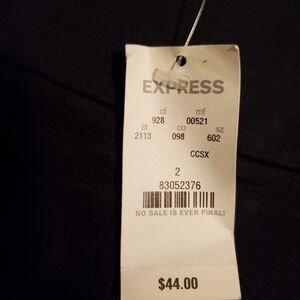 EXPRESS
cl mf
928 00521
st co sz
2113 098 602
CCSX
2
83052376
NO SALE IS EVER FINAL!
$44.00